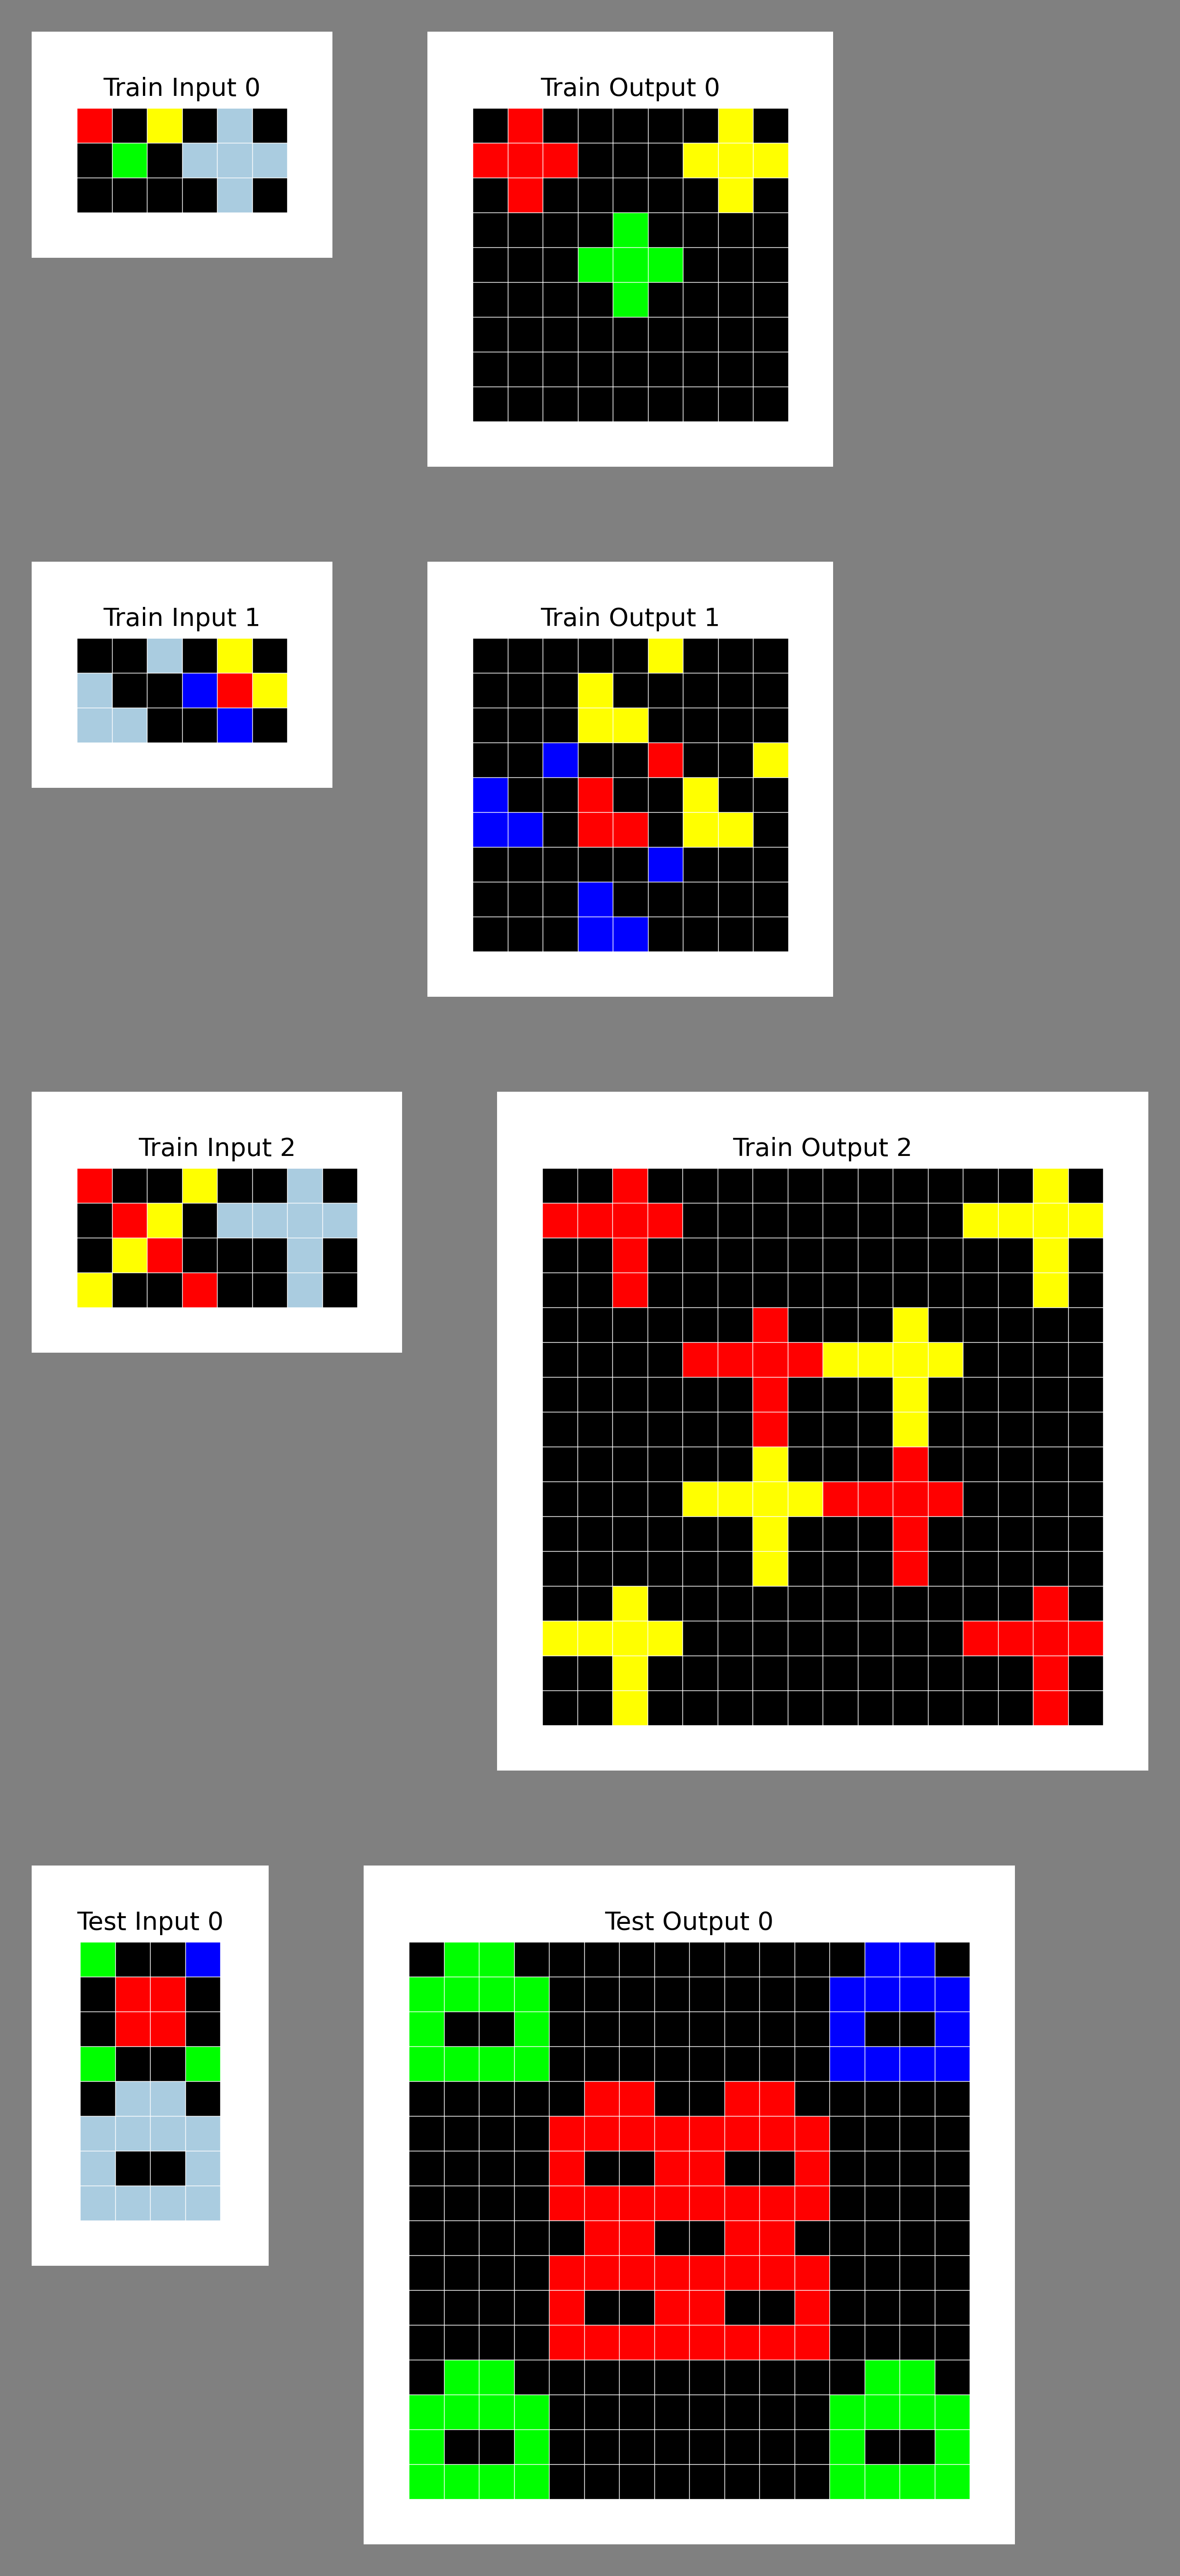 Train Input 0
Train Output 0
Train Input 1
Train Output 1
Train Input 2
Train Output 2
Test Input 0
Test Output 0